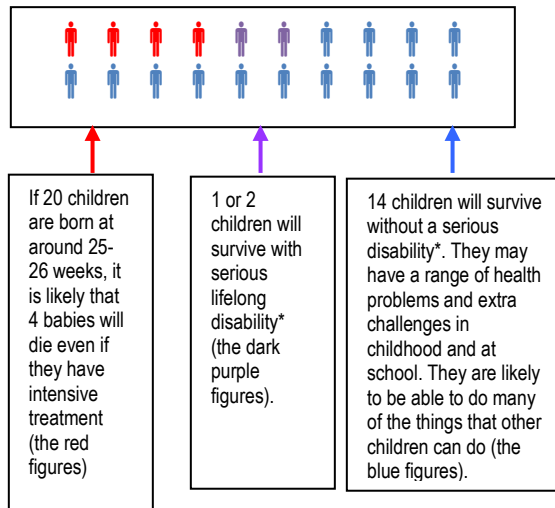 If 20 children
are born at
around 25-
26 weeks, it
is likely that
4 babies will
die even if
they have
intensive
treatment
(the red
figures)
1 or 2
children will
survive with
serious
lifelong
disability*
(the dark
purple
figures).
14 children will survive
without a serious
disability*. They may
have a range of health
problems and extra
challenges in
childhood and at
school. They are likely
to be able to do many
of the things that other
children can do (the
blue figures).